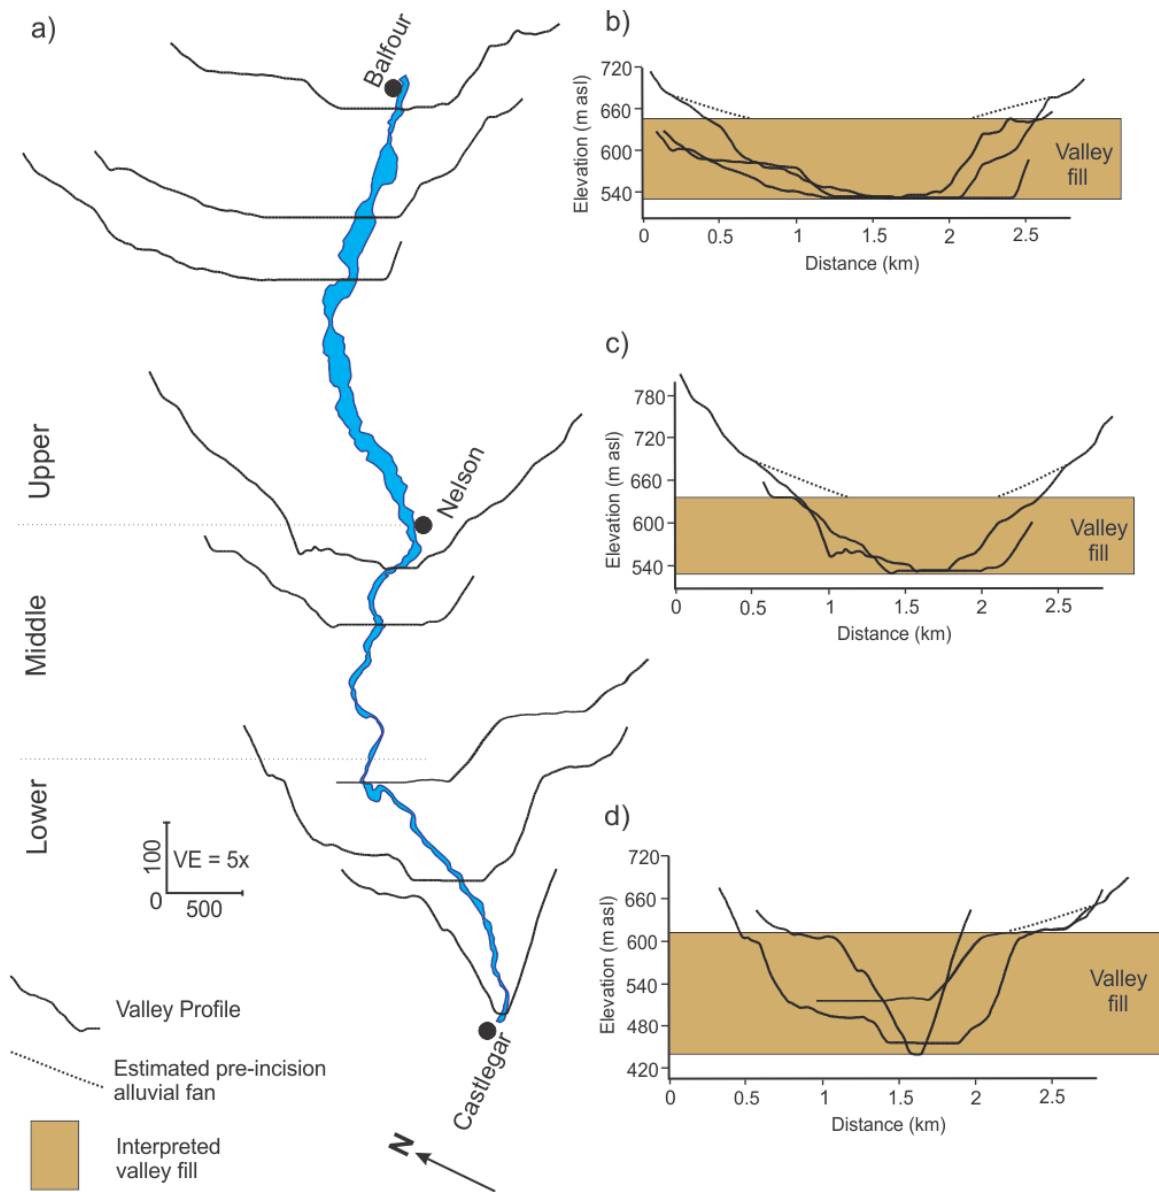 a)
Balfour
Nelson
Castlegar
Upper
Middle
Lower
100
0
VE = 5x
500
N
Valley Profile
Estimated pre-incision
alluvial fan
Interpreted
valley fill
b)
Elevation (m asl)
720
660
600
540
Valley
fill
0 0.5 1 1.5 2 2.5
Distance (km)
c)
Elevation (m asl)
780
720
660
600
540
Valley
fill
0 0.5 1 1.5 2 2.5
Distance (km)
d)
Elevation (m asl)
720
660
600
540
480
420
Valley
fill
0 0.5 1 1.5 2 2.5
Distance (km)